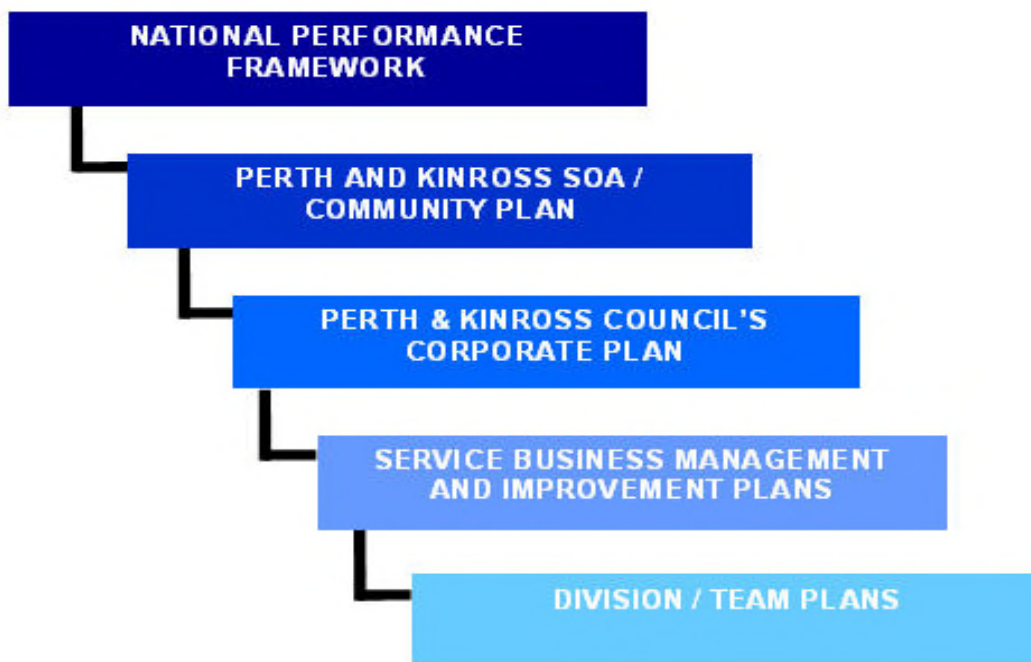 NATIONAL PERFORMANCE
FRAMEWORK
PERTH AND KINROSS SOA /
COMMUNITY PLAN
PERTH & KINROSS COUNCIL'S
CORPORATE PLAN
SERVICE BUSINESS MANAGEMENT
AND IMPROVEMENT PLANS
DIVISION / TEAM PLANS